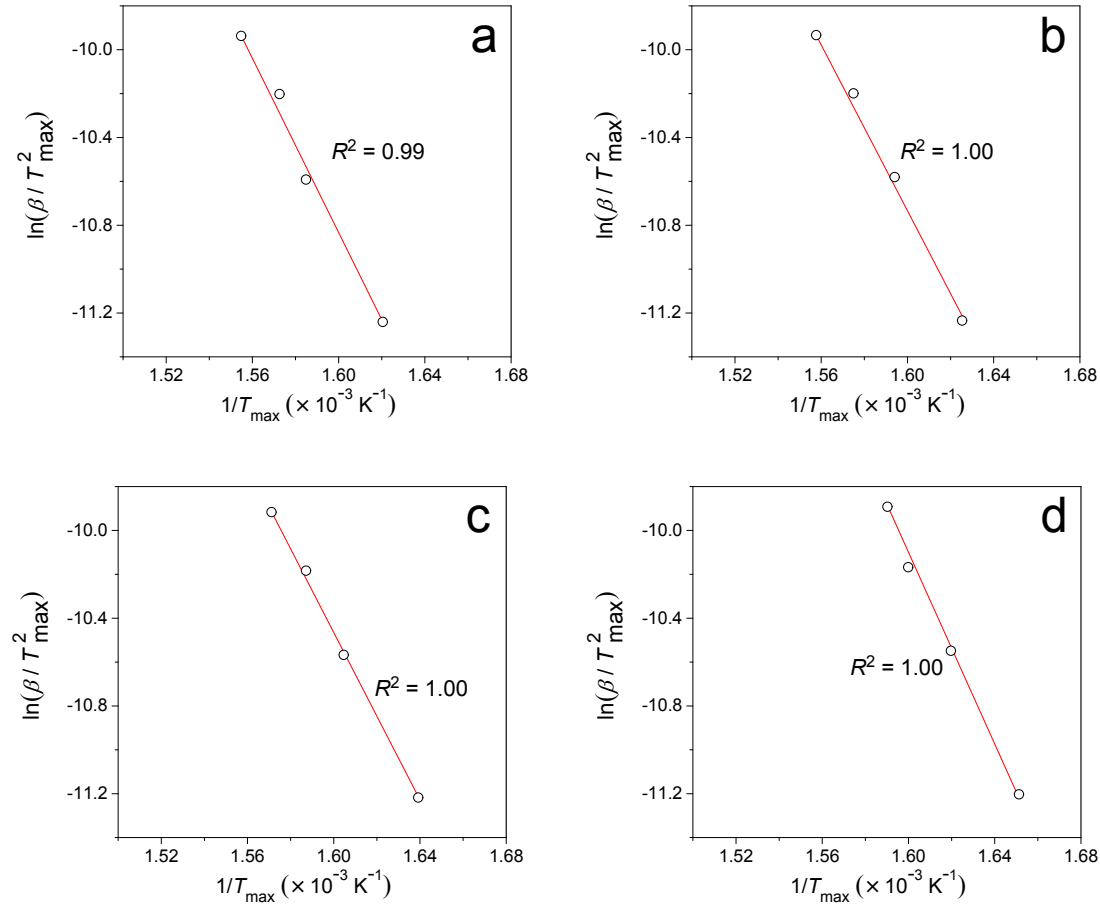 a
ln(β / T²max)
-10.0
-10.4
-10.8
-11.2
R² = 0.99
1.52 1.56 1.60 1.64 1.68
1/Tmax (× 10⁻³ K⁻¹)
b
ln(β / T²max)
-10.0
-10.4
-10.8
-11.2
R² = 1.00
1.52 1.56 1.60 1.64 1.68
1/Tmax (× 10⁻³ K⁻¹)
c
ln(β / T²max)
-10.0
-10.4
-10.8
-11.2
R² = 1.00
1.52 1.56 1.60 1.64 1.68
1/Tmax (× 10⁻³ K⁻¹)
d
ln(β / T²max)
-10.0
-10.4
-10.8
-11.2
R² = 1.00
1.52 1.56 1.60 1.64 1.68
1/Tmax (× 10⁻³ K⁻¹)